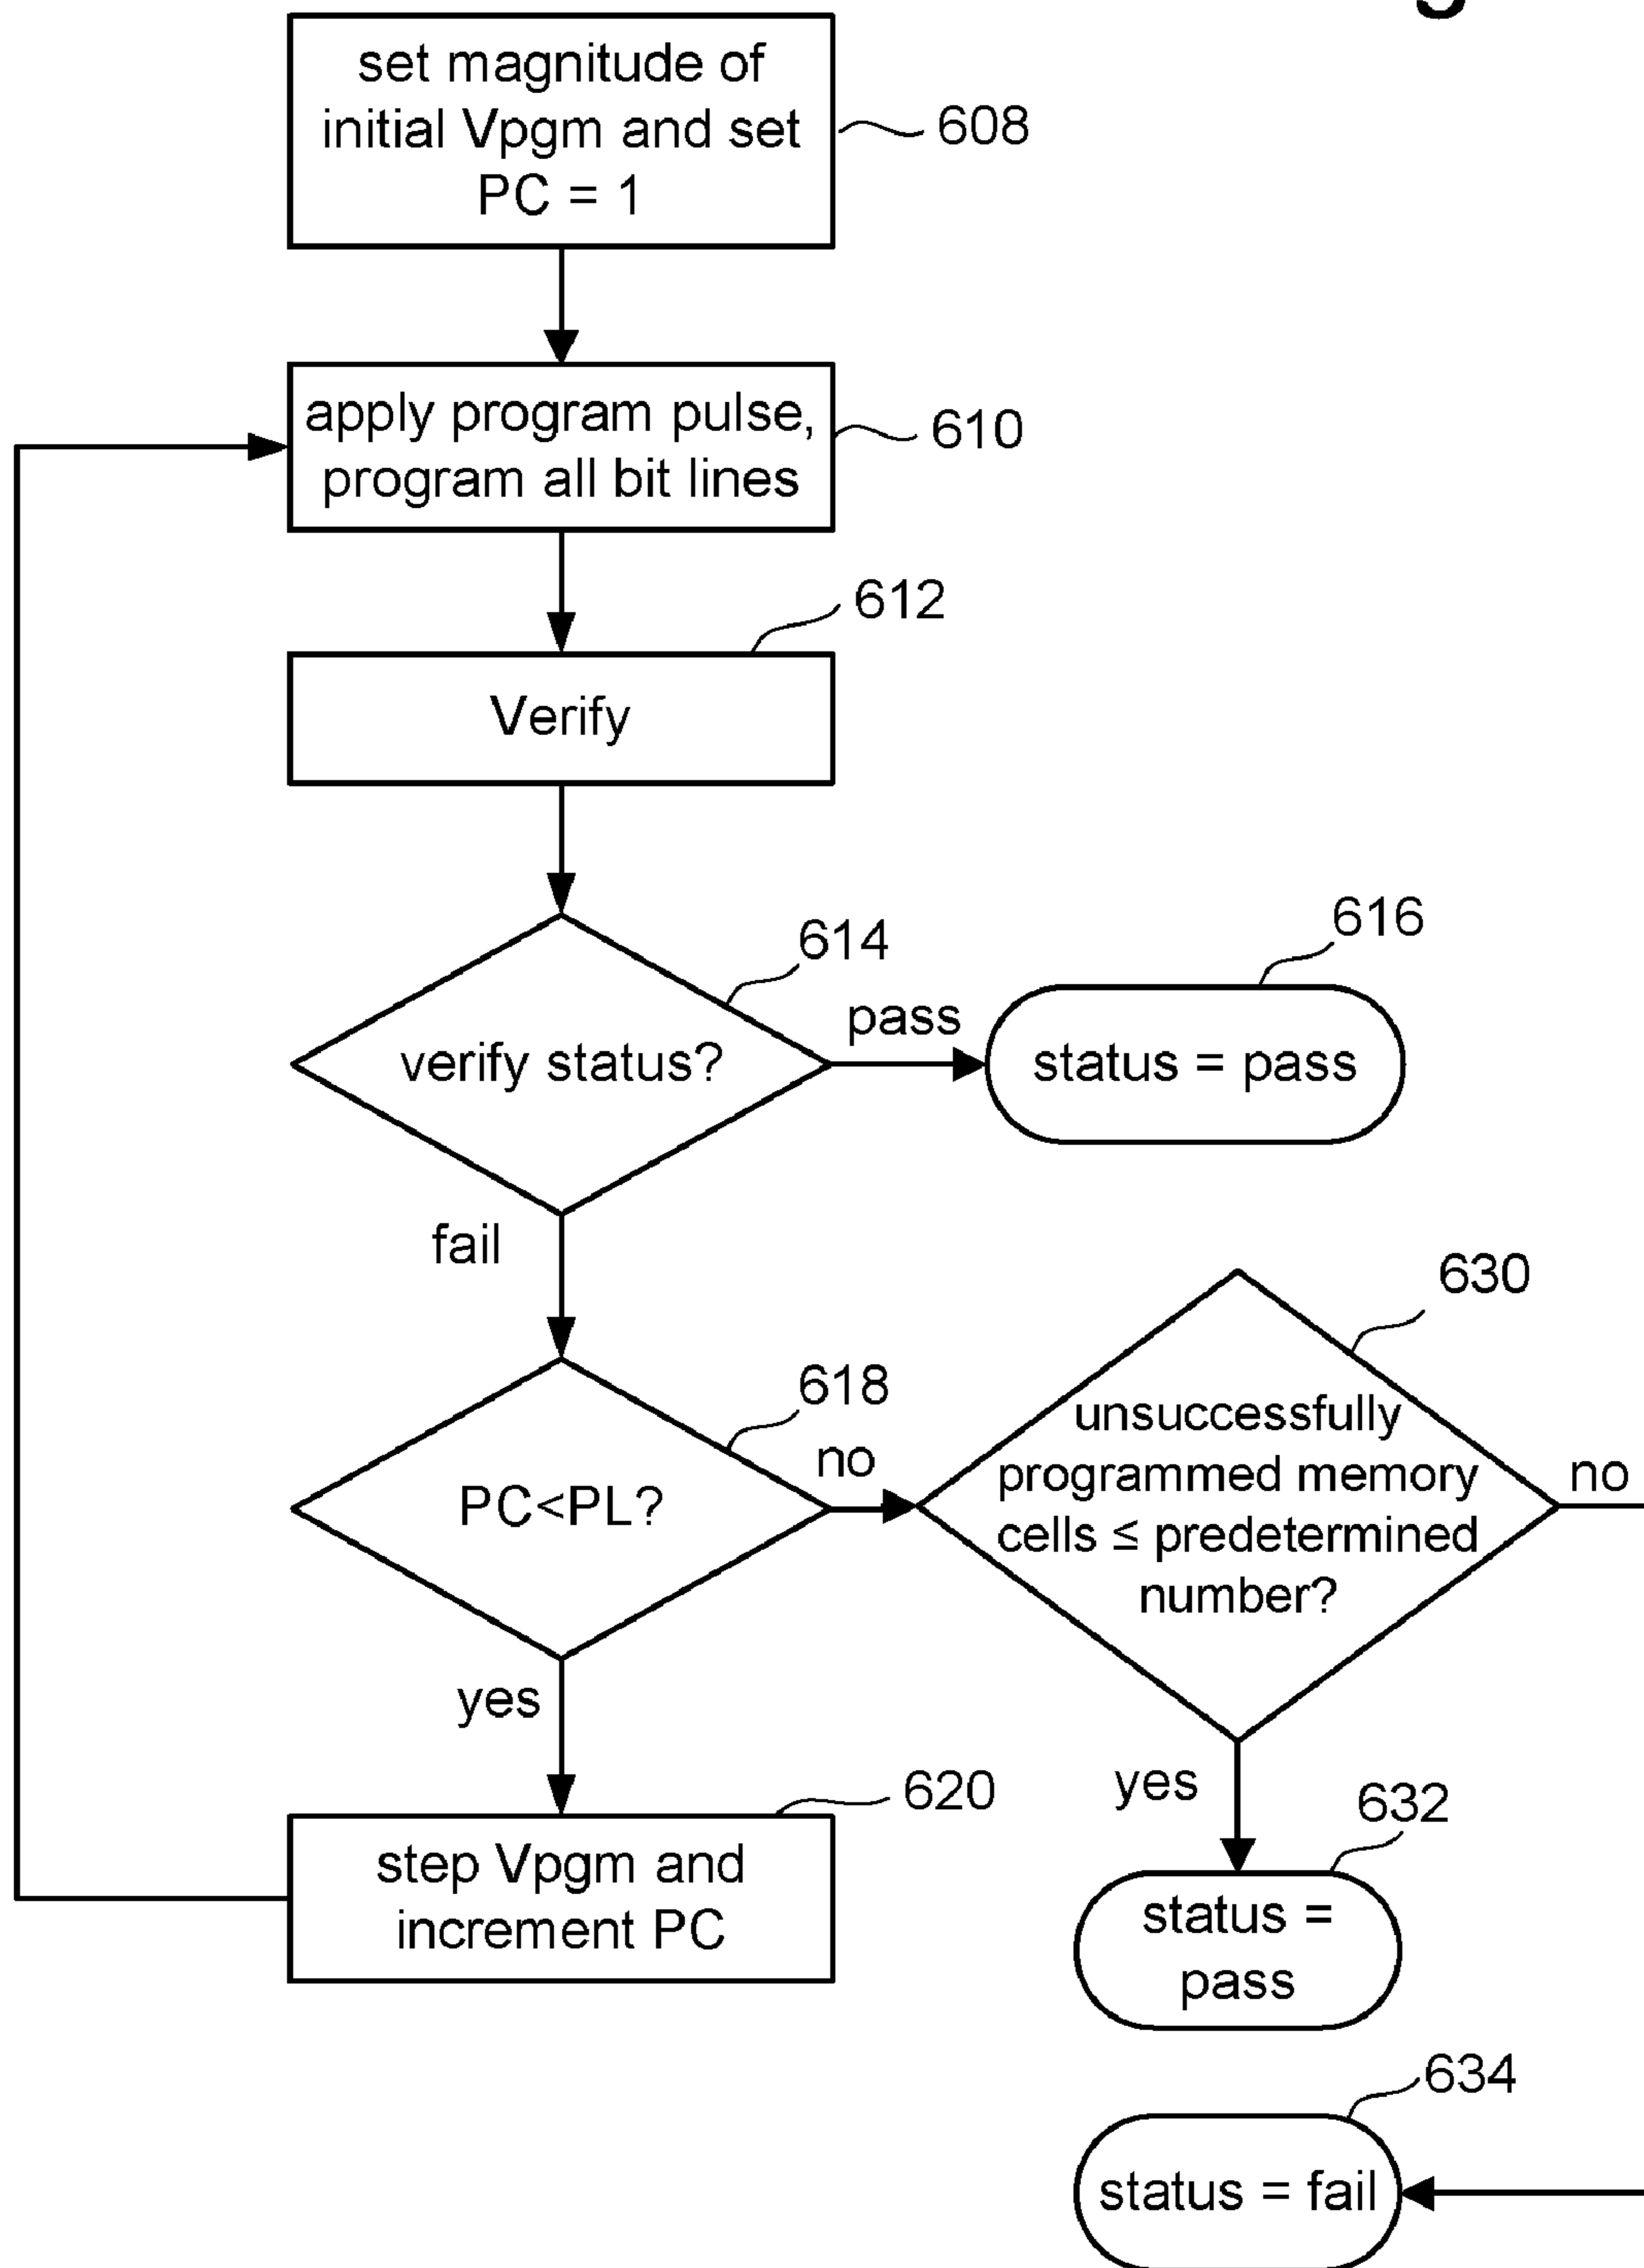 set magnitude of
initial Vpgm and set
PC = 1
608
apply program pulse,
program all bit lines
610
612
Verify
614
verify status?
pass
616
status = pass
fail
618
PC<PL?
no
630
unsuccessfully
programmed memory
cells ≤ predetermined
number?
no
yes
620
step Vpgm and
increment PC
yes
632
status =
pass
634
status = fail